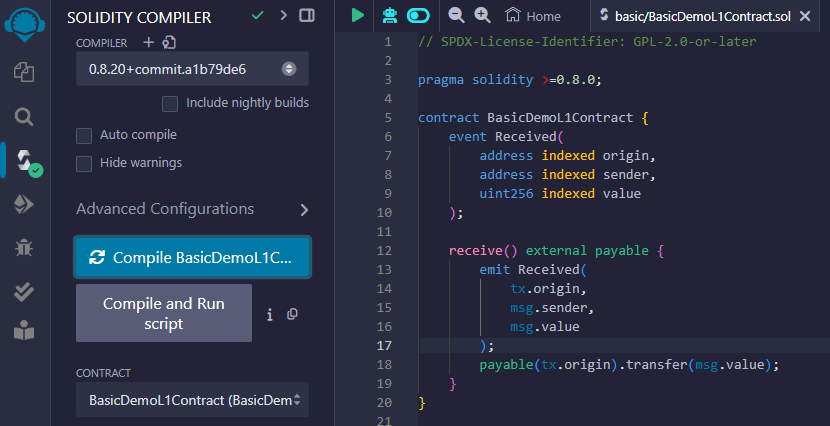 SOLIDITY COMPILER
COMPILER
0.8.20+commit.a1b79de6
Include nightly builds
Auto compile
Hide warnings
Advanced Configurations
Compile BasicDemoL1C...
Compile and Run
script
i
CONTRACT
BasicDemoL1Contract (BasicDem
Home
basic/BasicDemoL1Contract.sol
1 // SPDX-License-Identifier: GPL-2.0-or-later
2
3 pragma solidity >=0.8.0;
4
5 contract BasicDemoL1Contract {
6 event Received(
7 address indexed origin,
8 address indexed sender,
9 uint256 indexed value
10 );
11
12 receive() external payable {
13 emit Received(
14 tx.origin,
15 msg.sender,
16 msg.value
17 );
18 payable(tx.origin).transfer(msg.value);
19 }
20 }
21